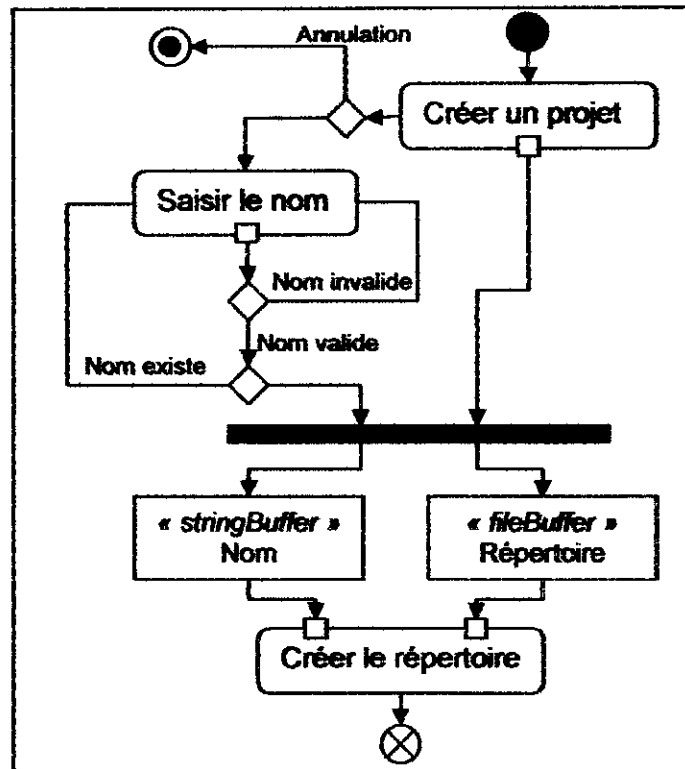 Annulation
Créer un projet
Saisir le nom
Nom invalide
Nom valide
Nom existe
« stringBuffer »
Nom
« fileBuffer »
Répertoire
Créer le répertoire